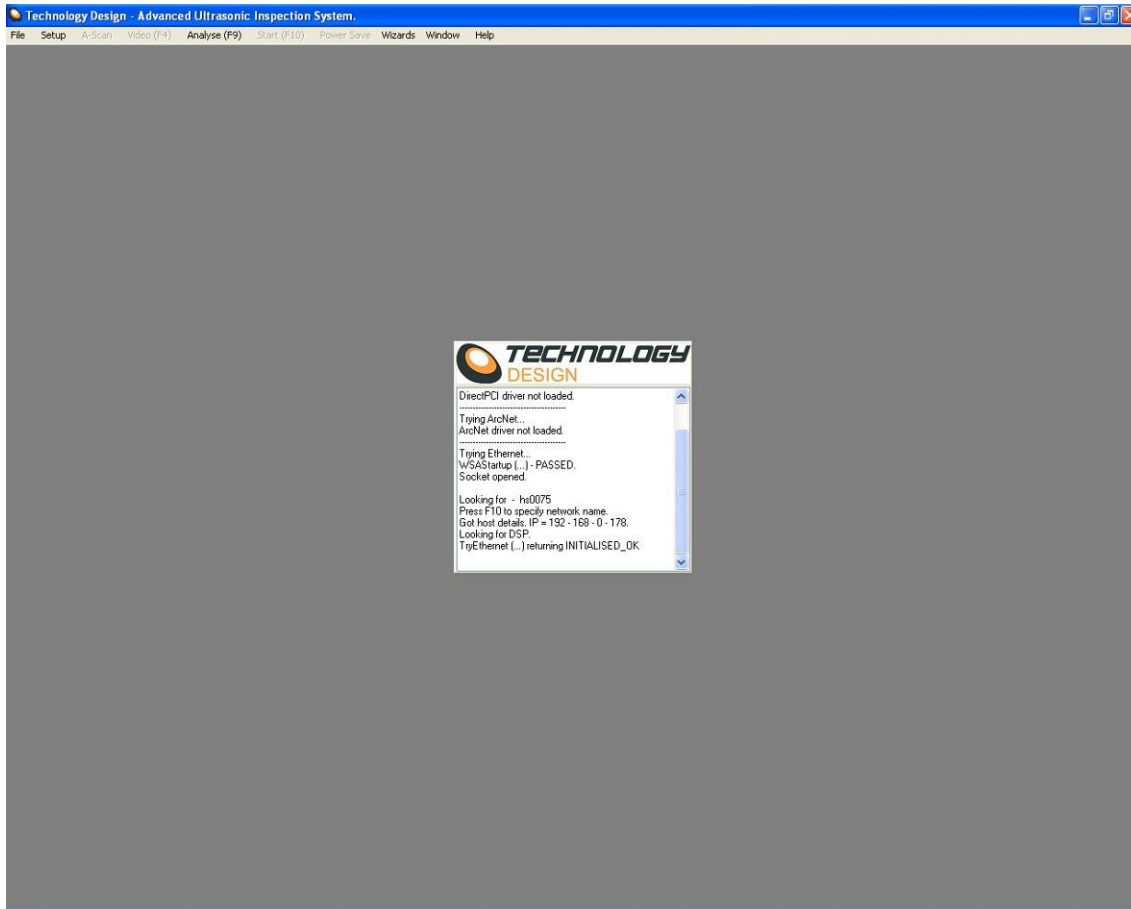 Technology Design - Advanced Ultrasonic Inspection System.
File Setup A-Scan Video (F4) Analyse (F9) Start (F10) Power Save Wizards Window Help
TECHNOLOGY
DESIGN
DirectPCI driver not loaded.
--------------------------------------
Trying ArcNet...
ArcNet driver not loaded.
--------------------------------------
Trying Ethernet...
WSAStartup (...) - PASSED.
Socket opened.
Looking for - hs0075
Press F10 to specify network name.
Got host details, IP = 192 - 168 - 0 - 178.
Looking for DSP.
TryEthernet (...) returning INITIALISED_OK